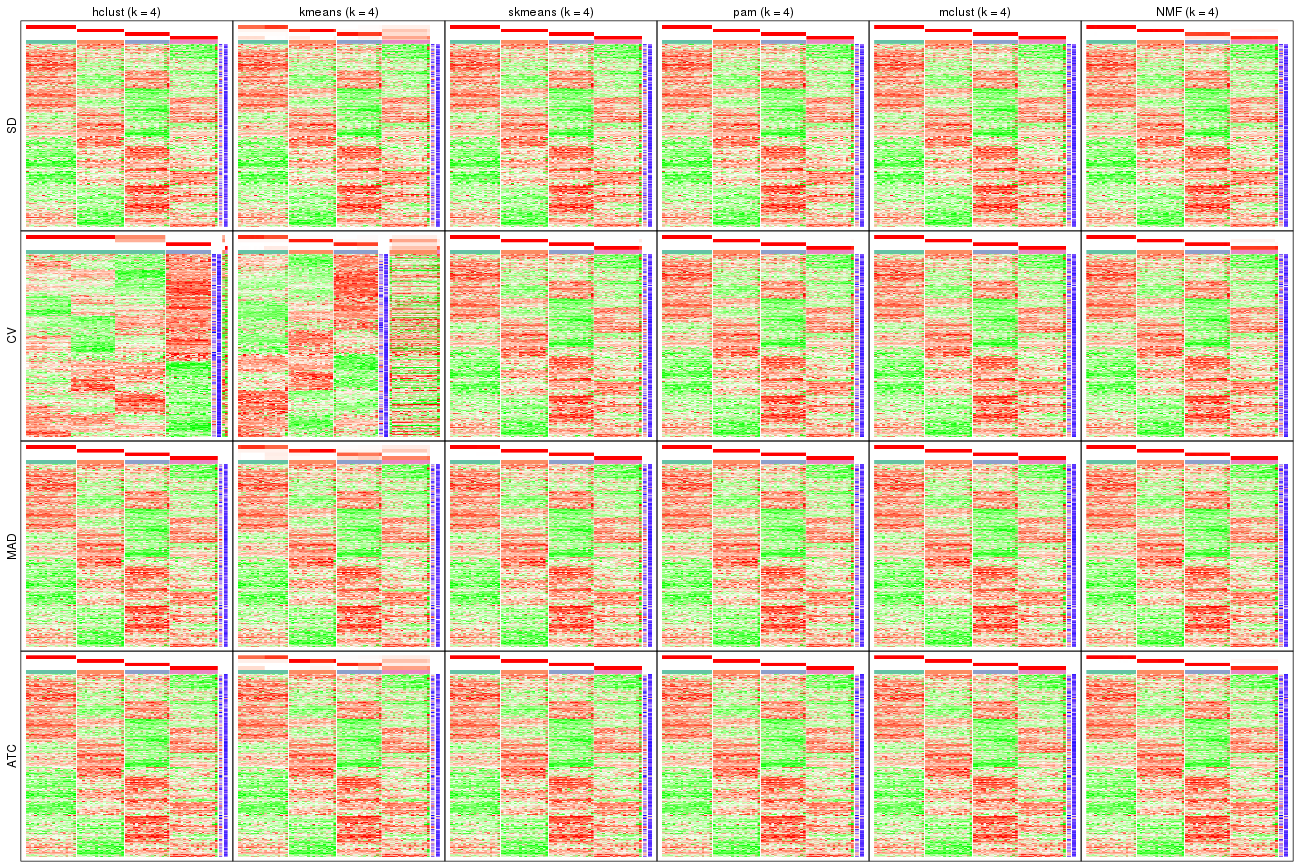 hclust (k = 4) kmeans (k = 4) skmeans (k = 4) pam (k = 4) mclust (k = 4) NMF (k = 4)
SD
CV
MAD
ATC